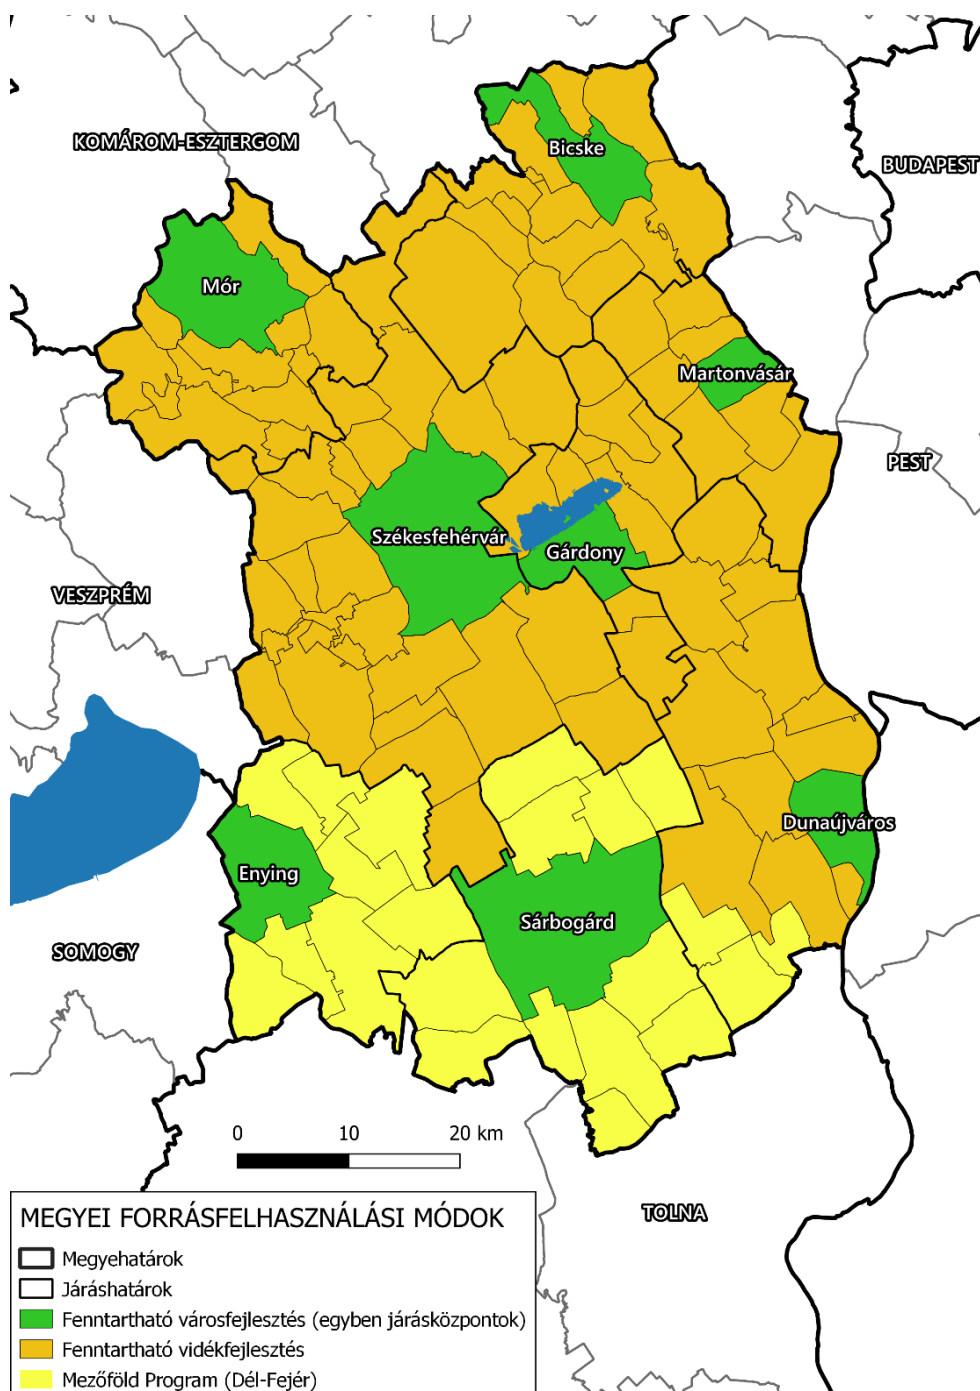 KOMÁROM-ESZTERGOM
Bicske
BUDAPEST
Mór
Martonvásár
PEST
Székesfehérvár
Gárdony
VESZPRÉM
Dunaújváros
Enying
Sárbogárd
SOMOGY
0 10 20 km
TOLNA
MEGYEI FORRÁSFELHASZNÁLÁSI MÓDOK
Megyehatárok
Járáshatárok
Fenntartható városfejlesztés (egyben járásközpontok)
Fenntartható vidékfejlesztés
Mezőföld Program (Dél-Fejér)